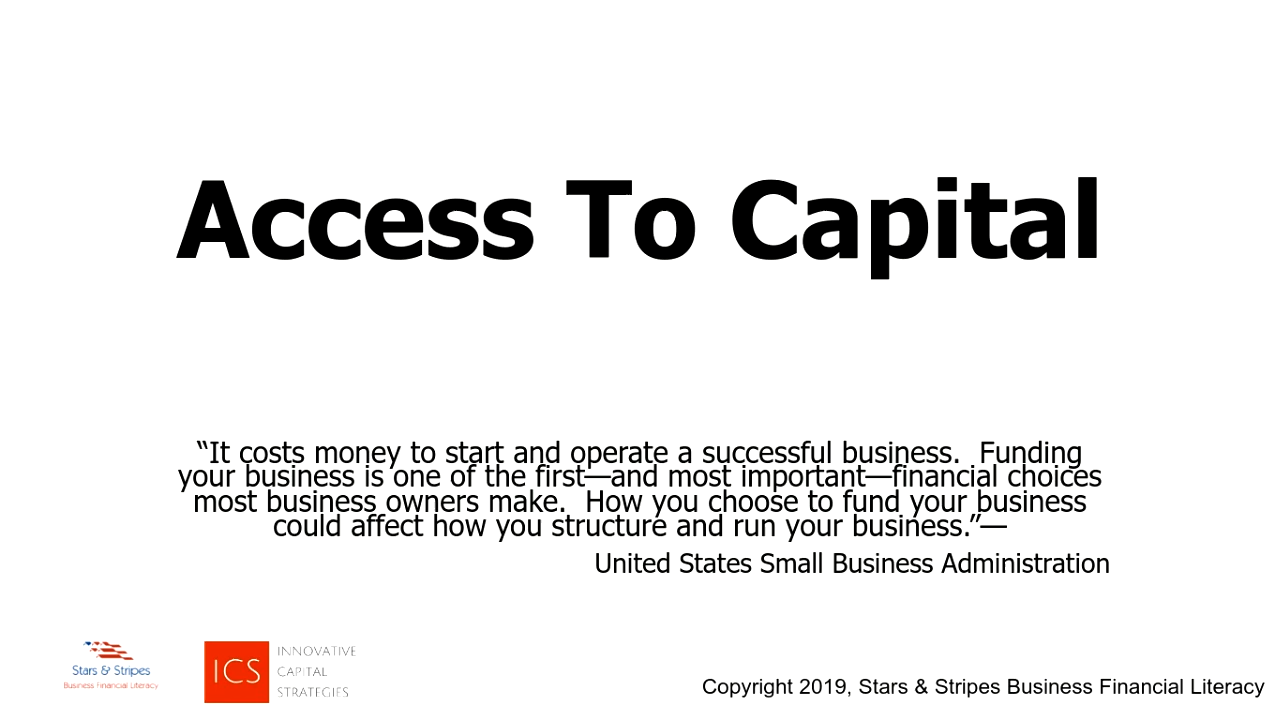 Access To Capital
“It costs money to start and operate a successful business.  Funding
your business is one of the first—and most important—financial choices
most business owners make.  How you choose to fund your business
could affect how you structure and run your business.”—
United States Small Business Administration
Stars & Stripes
Business Financial Literacy
ICS
INNOVATIVE
CAPITAL
STRATEGIES
Copyright 2019, Stars & Stripes Business Financial Literacy